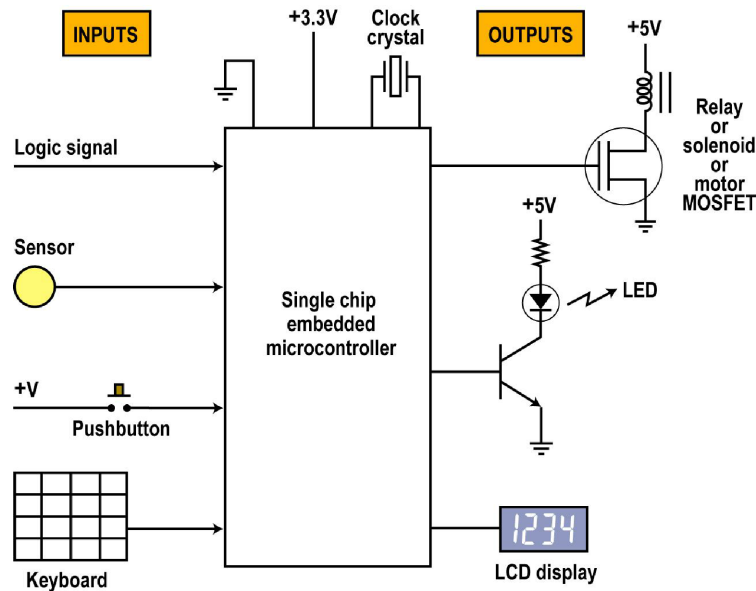 INPUTS
+3.3V
Clock
crystal
OUTPUTS
+5V
Relay
or
solenoid
or
motor
MOSFET
Logic signal
+5V
Sensor
LED
Single chip
embedded
microcontroller
+V
Pushbutton
1234
Keyboard
LCD display